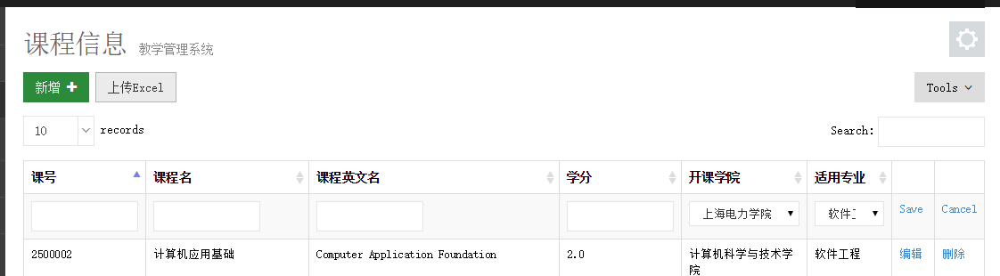 课程信息 教学管理系统
新增 上传Excel Tools
10 records Search:
课号 课程名 课程英文名 学分 开课学院 适用专业
上海电力学院 软件工 Save Cancel
2500002 计算机应用基础 Computer Application Foundation 2.0 计算机科学与技术学 软件工程 编辑 删除
院